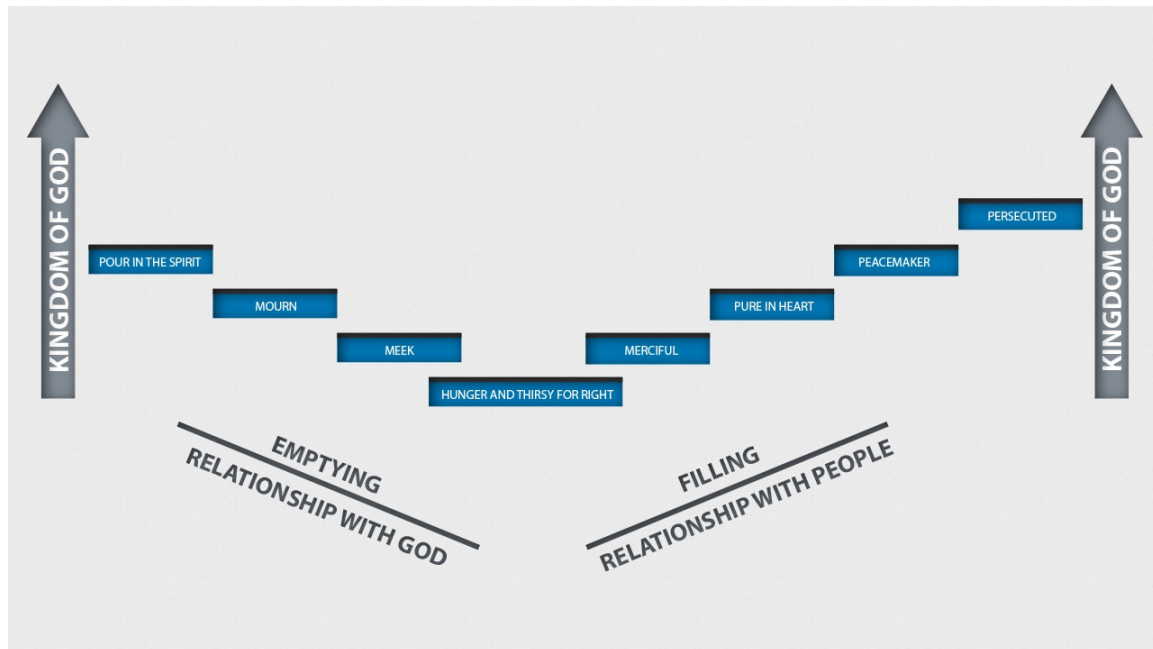 KINGDOM OF GOD
POUR IN THE SPIRIT
MOURN
MEEK
HUNGER AND THIRSY FOR RIGHT
MERCIFUL
PURE IN HEART
PEACEMAKER
PERSECUTED
KINGDOM OF GOD
EMPTYING
RELATIONSHIP WITH GOD
FILLING
RELATIONSHIP WITH PEOPLE